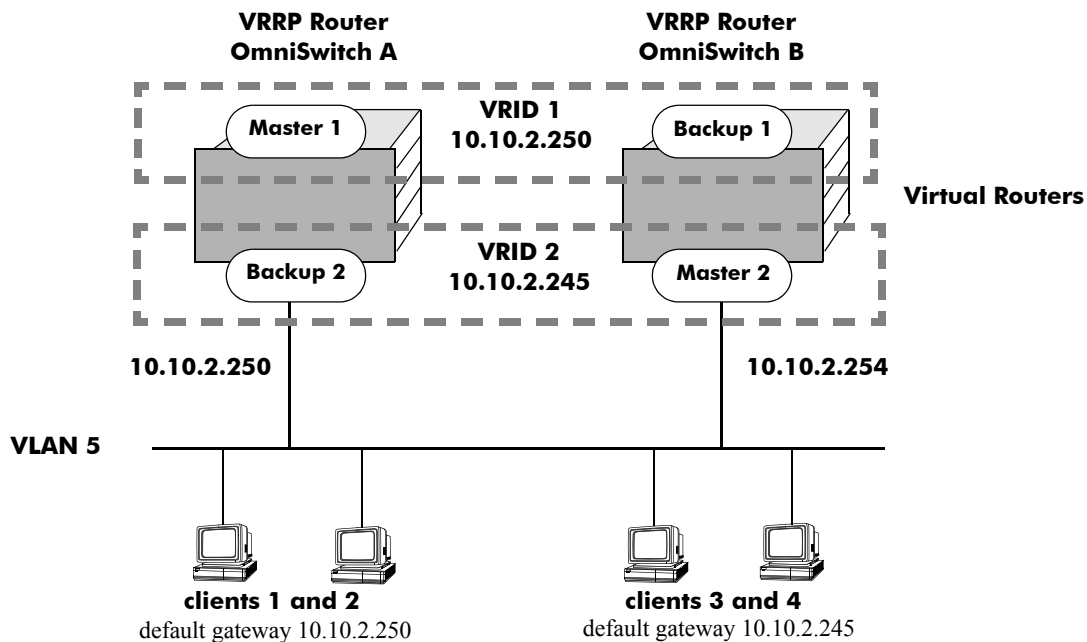 VRRP Router
OmniSwitch A
VRRP Router
OmniSwitch B
Master 1
VRID 1
10.10.2.250
Backup 1
Virtual Routers
Backup 2
VRID 2
10.10.2.245
Master 2
10.10.2.250
10.10.2.254
VLAN 5
clients 1 and 2
default gateway 10.10.2.250
clients 3 and 4
default gateway 10.10.2.245